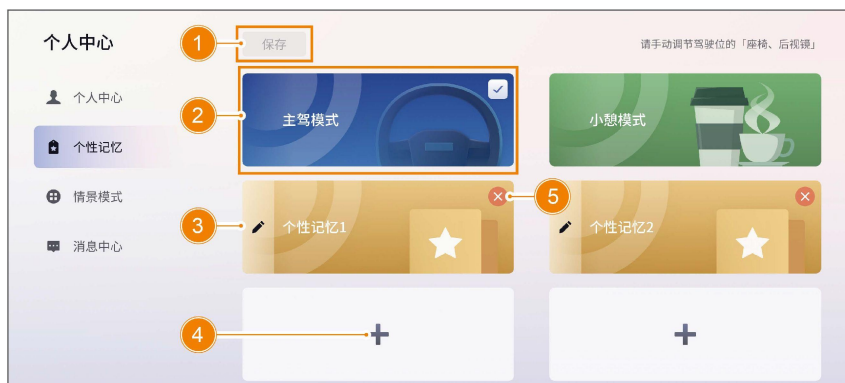 个人中心
1
保存
请手动调节驾驶位的「座椅、后视镜」
个人中心
个性记忆
情景模式
消息中心
2
主驾模式
小憩模式
3
个性记忆1
5
个性记忆2
4